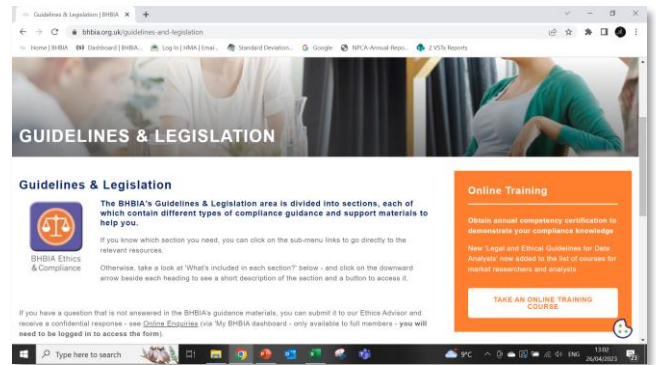 Guidelines & Legislation | BHBIA
bhbia.org.uk/guidelines-and-legislation
Home | BHBIA
Dashboard | BHBIA...
Log In | HMA | Emai...
Standard Deviation...
Google
NPCA-Annual-Repo...
2 VSTs Reports
GUIDELINES & LEGISLATION
Guidelines & Legislation
BHBIA Ethics
& Compliance
The BHBIA's Guidelines & Legislation area is divided into sections, each of
which contain different types of compliance guidance and support materials to
help you.
If you know which section you need, you can click on the sub-menu links to go directly to the
relevant resources.
Otherwise, take a look at 'What's included in each section?' below - and click on the downward
arrow beside each heading to see a short description of the section and a button to access it.
If you have a question that is not answered in the BHBIA's guidance materials, you can submit it to our Ethics Advisor and
receive a confidential response - see Online Enquiries (via 'My BHBIA dashboard - only available to full members - you will
need to be logged in to access the form).
Online Training
Obtain annual competency certification to
demonstrate your compliance knowledge
New 'Legal and Ethical Guidelines for Data
Analysts' now added to the list of courses for
market researchers and analysts
TAKE AN ONLINE TRAINING
COURSE
Type here to search
9°C
ENG
13:02
26/04/2023